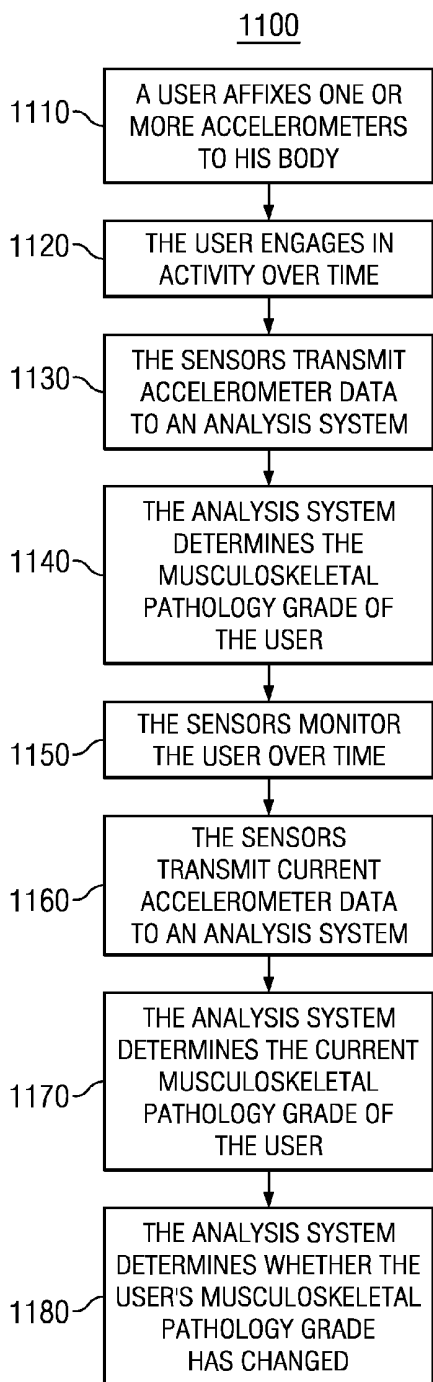 1100
1110
A USER AFFIXES ONE OR
MORE ACCELEROMETERS
TO HIS BODY
1120
THE USER ENGAGES IN
ACTIVITY OVER TIME
1130
THE SENSORS TRANSMIT
ACCELEROMETER DATA
TO AN ANALYSIS SYSTEM
1140
THE ANALYSIS SYSTEM
DETERMINES THE
MUSCULOSKELETAL
PATHOLOGY GRADE OF
THE USER
1150
THE SENSORS MONITOR
THE USER OVER TIME
1160
THE SENSORS
TRANSMIT CURRENT
ACCELEROMETER DATA
TO AN ANALYSIS SYSTEM
1170
THE ANALYSIS SYSTEM
DETERMINES THE CURRENT
MUSCULOSKELETAL
PATHOLOGY GRADE OF
THE USER
1180
THE ANALYSIS SYSTEM
DETERMINES WHETHER THE
USER'S MUSCULOSKELETAL
PATHOLOGY GRADE
HAS CHANGED